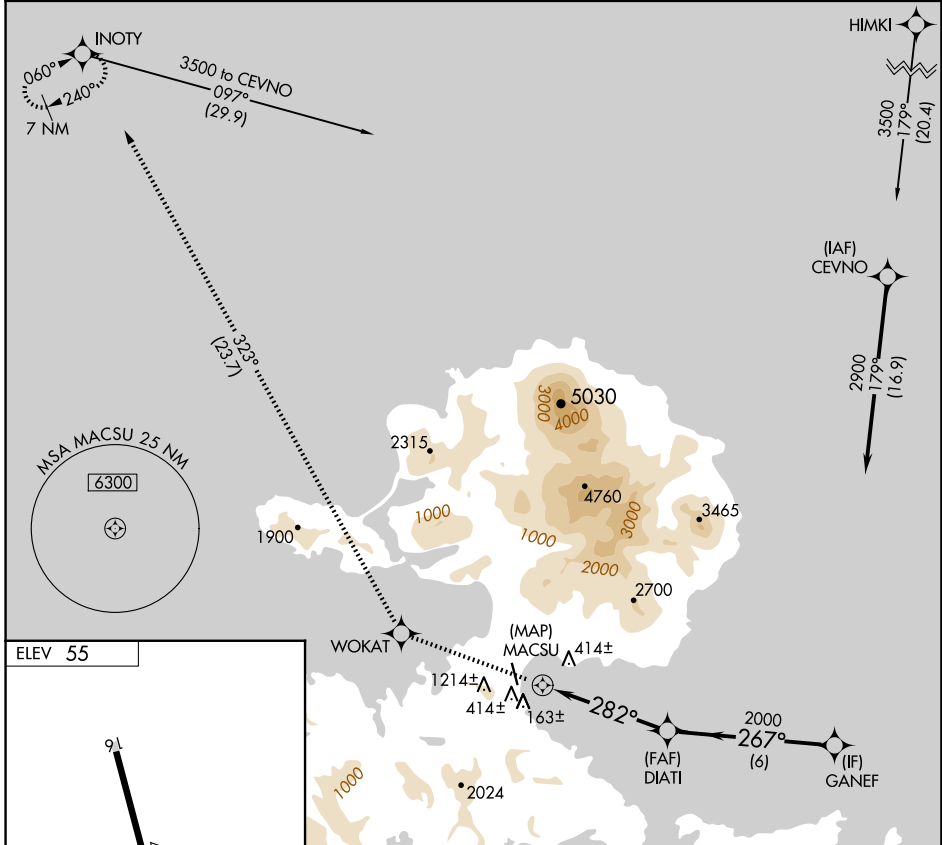 INOTY
060°
240°
7 NM
3500 to CEVNO
097°
(29.9)
HIMKI
3500
179°
(20.4)
(IAF)
CEVNO
2900
179°
(16.9)
323°
(23.7)
MSA MACSU 25 NM
6300
5030
3000
4000
2315
4760
3465
3000
1000
1000
1900
2000
2700
(MAP)
MACSU
WOKAT
414±
1214±
414±
163±
282°
2000
267°
(6)
(FAF)
DIATI
(IF)
GANEF
ELEV 55
16
1000
2024